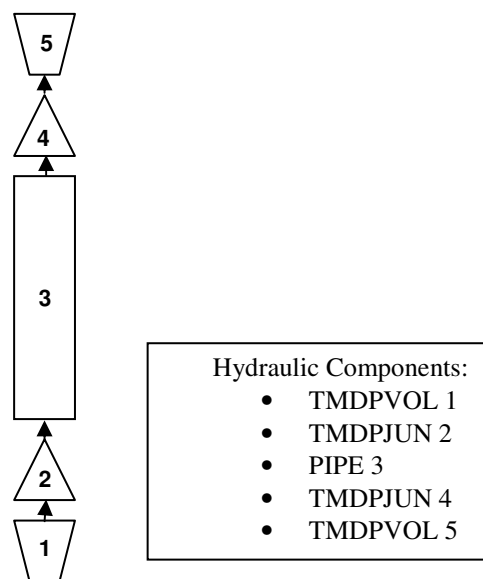 5
4
3
2
1
Hydraulic Components:
• TMDPVOL 1
• TMDPJUN 2
• PIPE 3
• TMDPJUN 4
• TMDPVOL 5